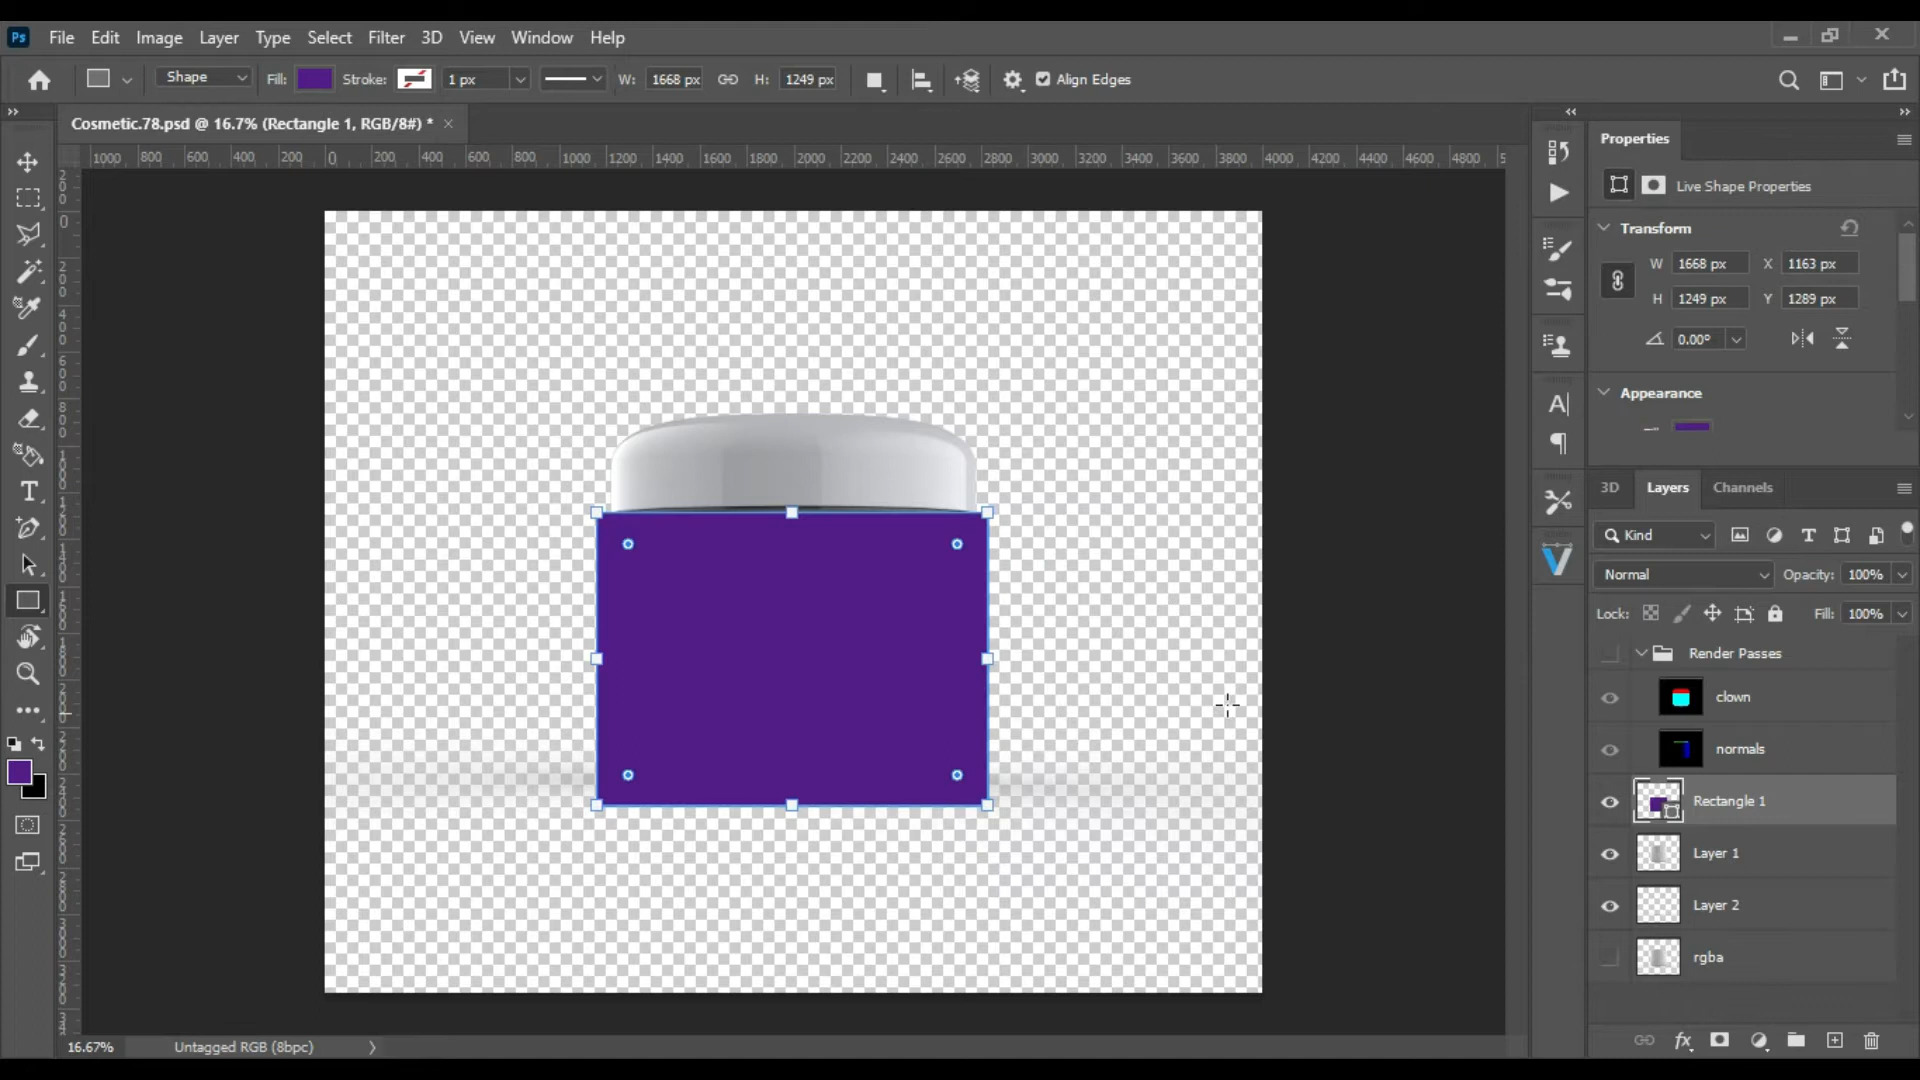 Ps File Edit Image Layer Type Select Filter 3D View Window Help
Shape Fill: Stroke: 1 px W: 1668 px H: 1249 px Align Edges
Cosmetic.78.psd @ 16.7% (Rectangle 1, RGB/8#) * ×
1000 800 600 400 200 0 200 400 600 800 1000 1200 1400 1600 1800 2000 2200 2400 2600 2800 3000 3200 3400 3600 3800 4000 4200 4400 4600 4800 5
Properties
Live Shape Properties
Transform
W 1668 px X 1163 px
H 1249 px Y 1289 px
0.00°
Appearance
3D Layers Channels
Kind
Normal Opacity: 100%
Lock: Fill: 100%
Render Passes
clown
normals
Rectangle 1
Layer 1
Layer 2
rgba
fx
16.67% Untagged RGB (8bpc)